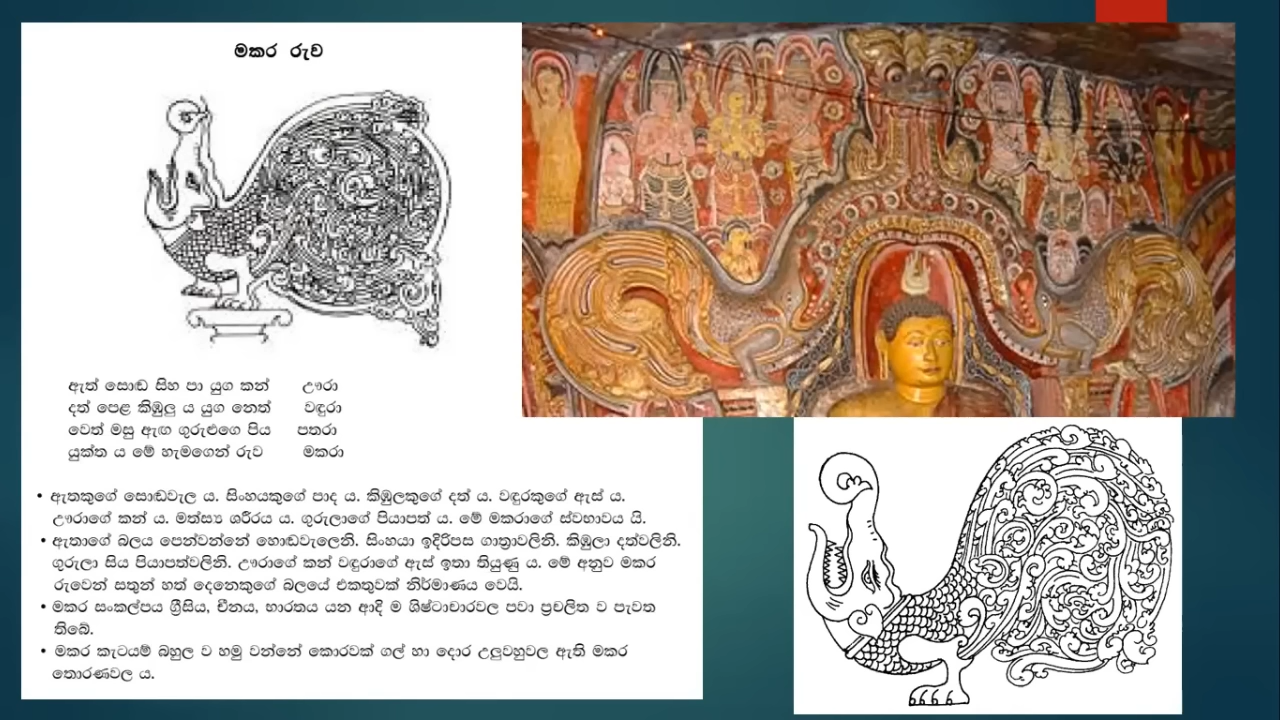 මකර රුව
ඇත් සොඬ සිහ පා යුග කන් ඌරා
දත් පෙළ කිඹුලු ය යුග නෙත් වඳුරා
වෙත් මසු ඇඟ ගුරුළුගෙ පිය පතරා
යුක්ත ය මේ හැමගෙන් රුව මකරා
• ඇතකුගේ සොඬවැල ය. සිංහයකුගේ පාද ය. කිඹුලකුගේ දත් ය. වඳුරකුගේ ඇස් ය.
ඌරාගේ කන් ය. මත්ස්‍ය ශරීරය ය. ගුරුලාගේ පියාපත් ය. මේ මකරාගේ ස්වභාවය යි.
• ඇතාගේ බලය පෙන්වන්නේ හොඬවැලෙනි. සිංහයා ඉදිරිපස ගාත්‍රාවලිනි. කිඹුලා දත්වලිනි.
ගුරුලා සිය පියාපත්වලිනි. ඌරාගේ කන් වඳුරාගේ ඇස් ඉතා තියුණු ය. මේ අනුව මකර
රුවෙන් සතුන් හත් දෙනෙකුගේ බලයේ එකතුවක් නිර්මාණය වෙයි.
• මකර සංකල්පය ග්‍රීසිය, චීනය, භාරතය යන ආදි ම ශිෂ්ටාචාරවල පවා ප්‍රචලිත ව පැවත
තිබේ.
• මකර කැටයම් බහුල ව හමු වන්නේ කොරවක් ගල් හා දොර උලුවහුවල ඇති මකර
තොරණවල ය.